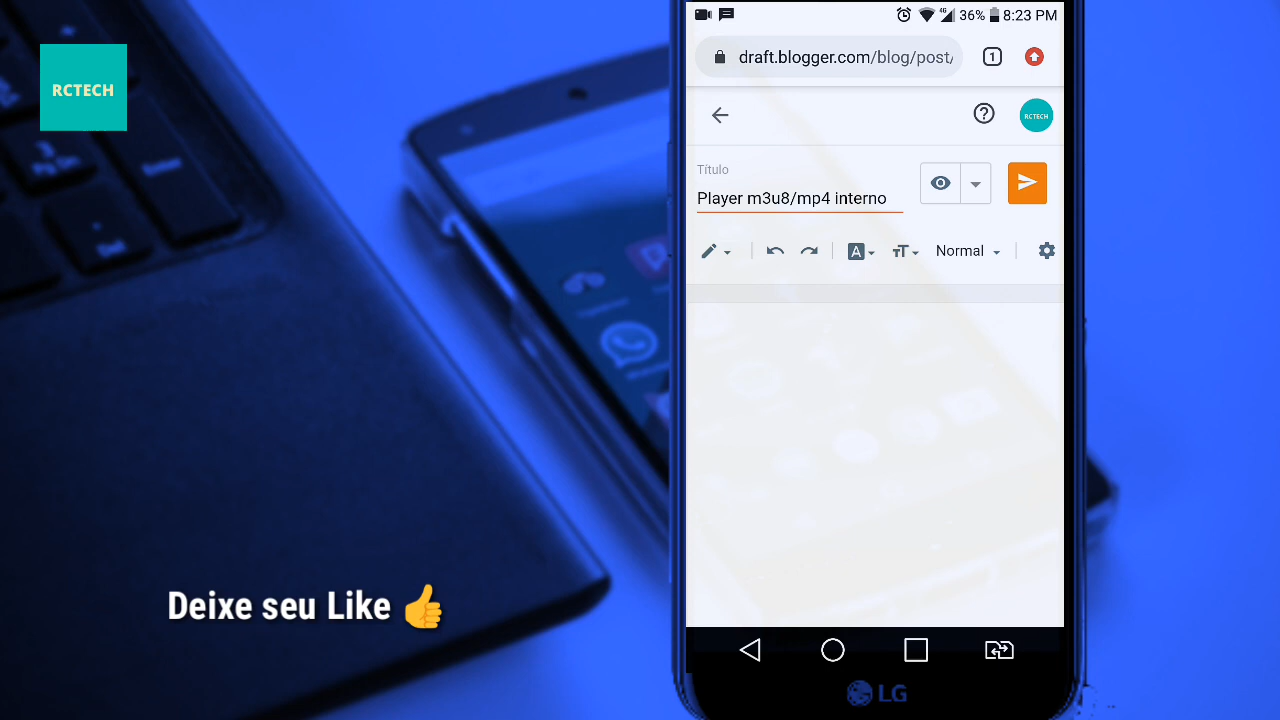 RCTECH
36% 8:23 PM
draft.blogger.com/blog/post/
1
RCTECH
Título
Player m3u8/mp4 interno
Normal
Deixe seu Like 👍
LG